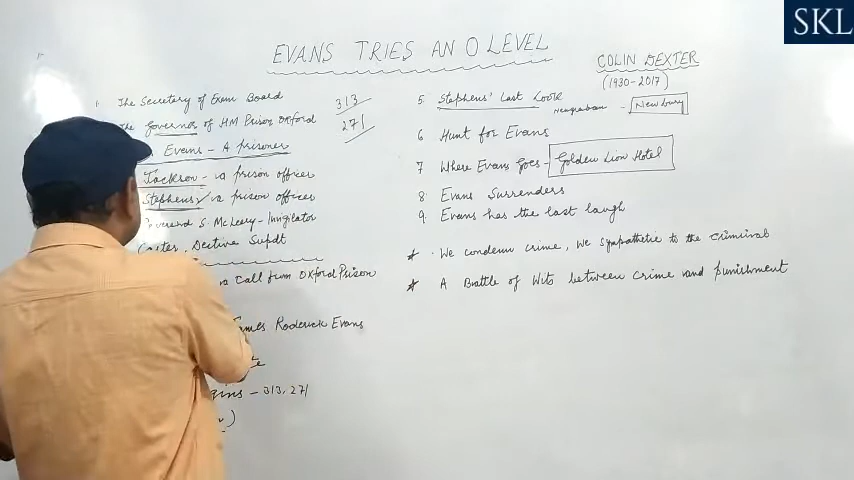 SKL
EVANS TRIES AN O LEVEL
COLIN DEXTER
(1930-2017)
1. The Secretary of Exam Board
313
The Governor of HM Prison Oxford
271
Evans - A prisoner
Jackson - a prison officer
Stephens a prison officer
Reverend S. McLeery - Invigilator
Carter, Dective Supdt
a Call from Oxford Prison
James Roderick Evans
- 313, 271
5 Stephens' Last Look
- Newbury
6 Hunt for Evans
7 Where Evans Goes - Golden Lion Hotel
8 Evans Surrenders
9. Evans has the last laugh
* We condemn crime, we sympathetic to the criminal
* A Battle of Wits between crime and punishment